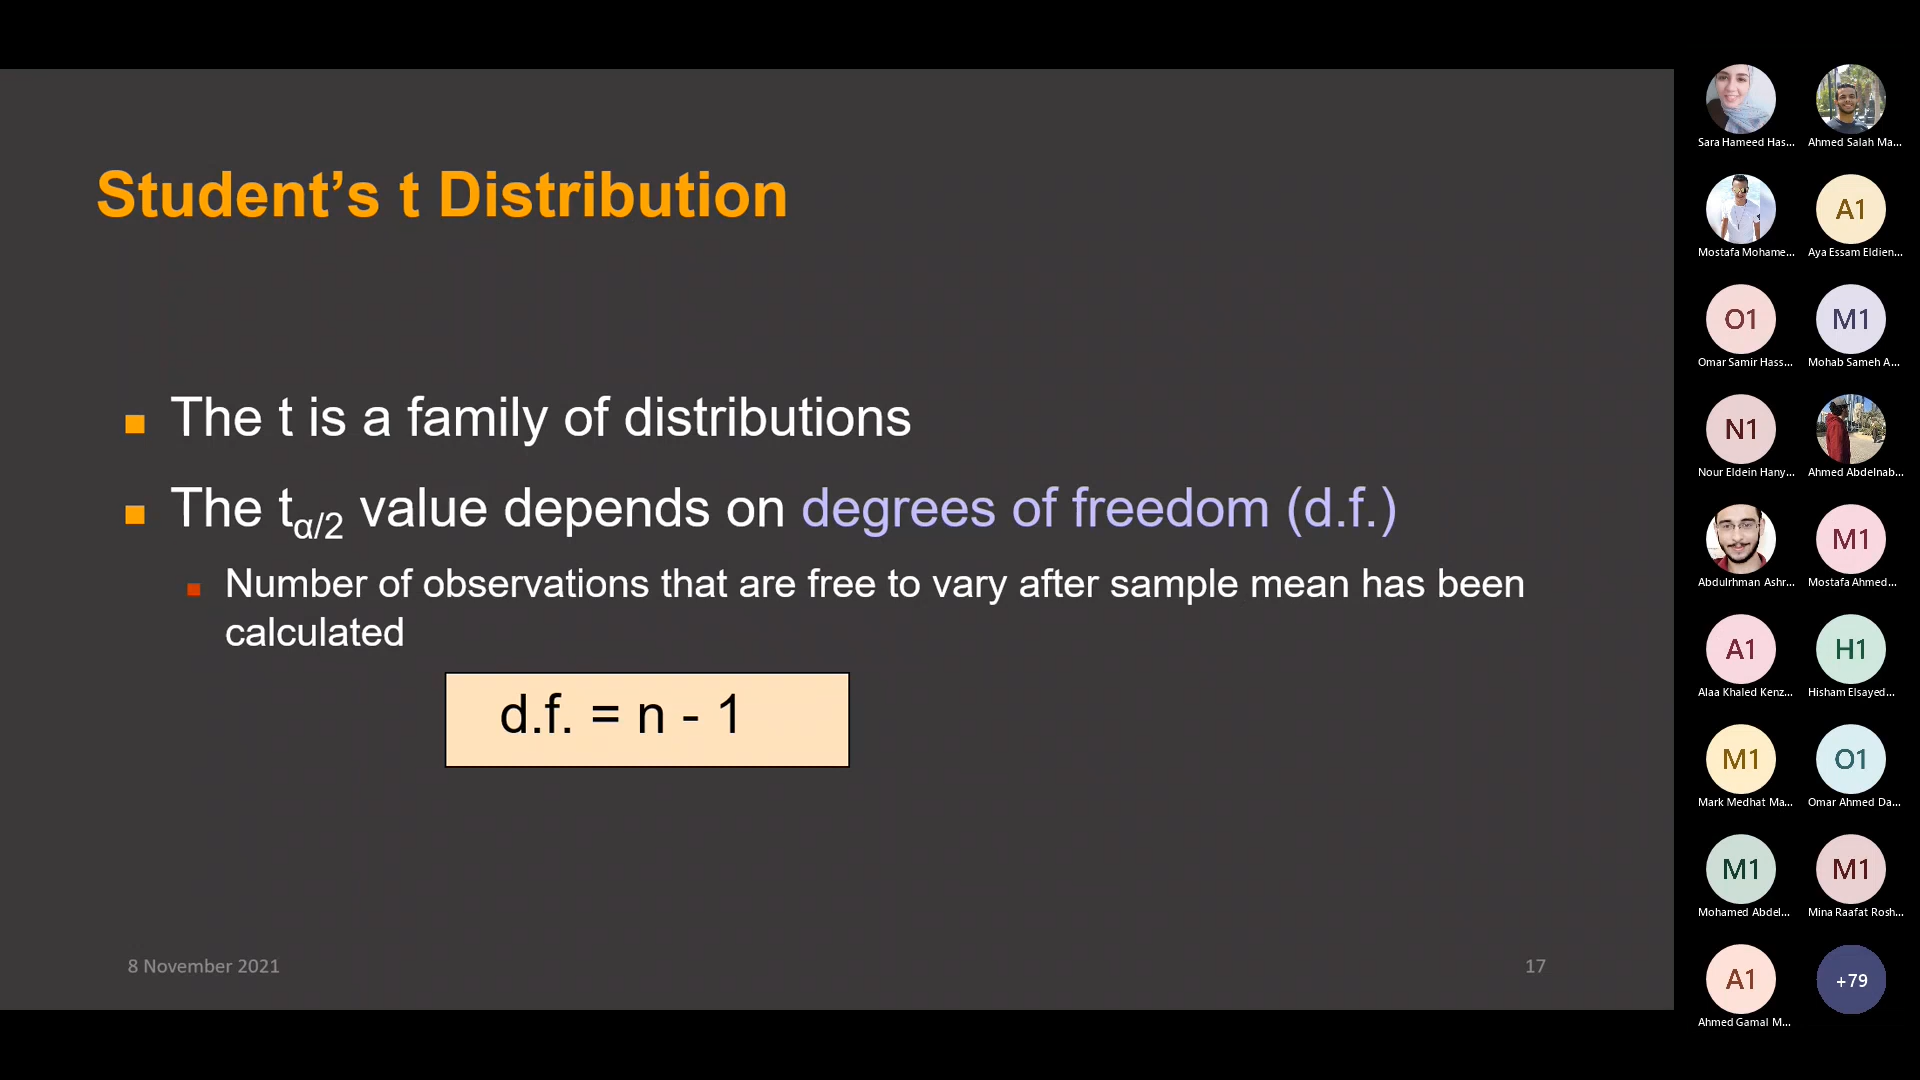 Student’s t Distribution
The t is a family of distributions
The tα/2 value depends on degrees of freedom (d.f.)
Number of observations that are free to vary after sample mean has been
calculated
d.f. = n - 1
8 November 2021
17
Sara Hameed Has...
Ahmed Salah Ma...
Mostafa Mohame...
A1
Aya Essam Eldien...
O1
Omar Samir Hass...
M1
Mohab Sameh A...
N1
Nour Eldein Hany...
Ahmed Abdelnab...
Abdulrhman Ashr...
M1
Mostafa Ahmed...
A1
Alaa Khaled Kenz...
H1
Hisham Elsayed...
M1
Mark Medhat Ma...
O1
Omar Ahmed Da...
M1
Mohamed Abdel...
M1
Mina Raafat Rosh...
A1
Ahmed Gamal M...
+79